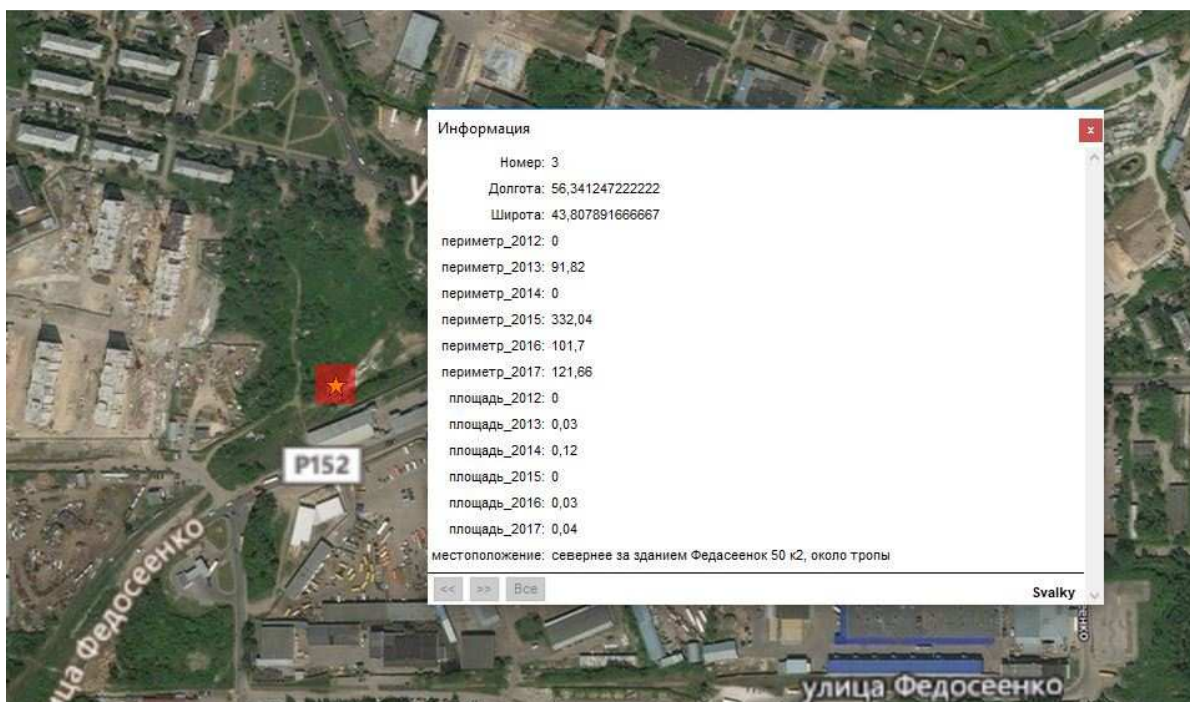 Информация
x
Номер: 3
Долгота: 56,341247222222
Широта: 43,807891666667
периметр_2012: 0
периметр_2013: 91,82
периметр_2014: 0
периметр_2015: 332,04
периметр_2016: 101,7
периметр_2017: 121,66
площадь_2012: 0
площадь_2013: 0,03
площадь_2014: 0,12
площадь_2015: 0
площадь_2016: 0,03
площадь_2017: 0,04
местоположение: севернее за зданием Федасеенок 50 к2, около тропы
<< >> Все
Svalky
P152
ица Федосеенко
улица Федосеенко